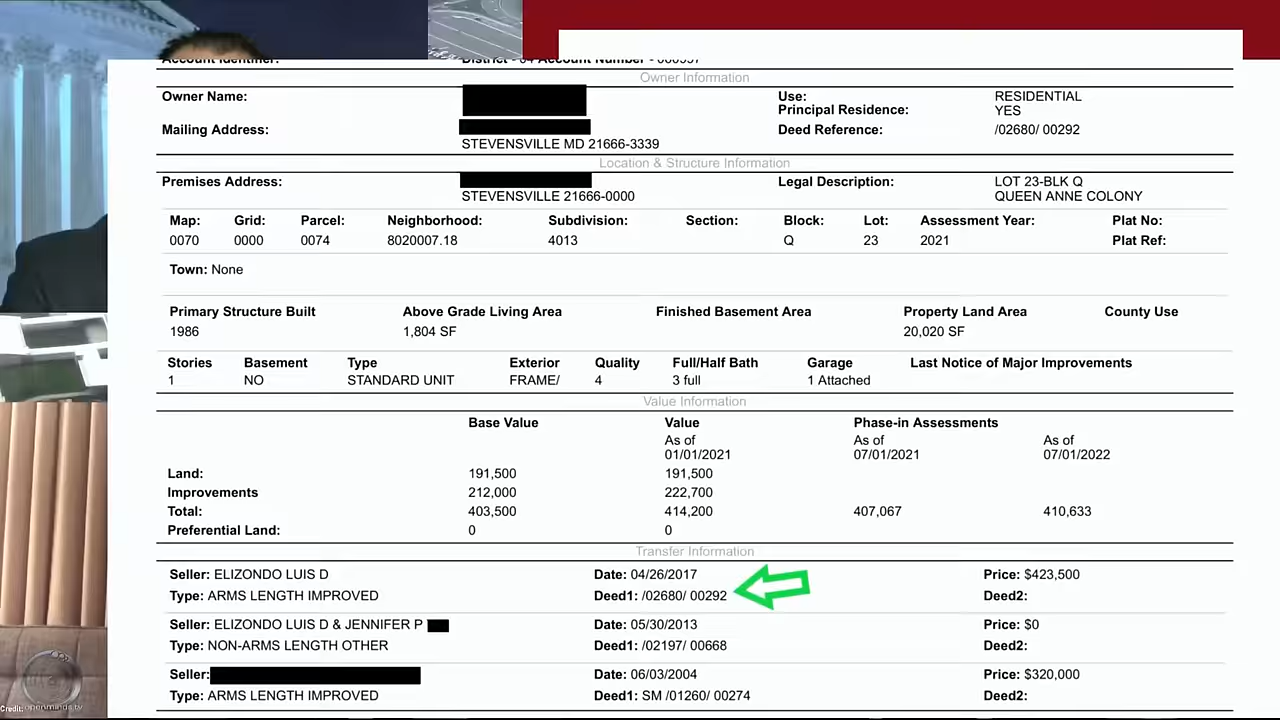 Account Identifier: District - 04 Account Number -
Owner Information
Owner Name: Use: RESIDENTIAL
Principal Residence: YES
Mailing Address: Deed Reference: /02680/ 00292
STEVENSVILLE MD 21666-3339
Location & Structure Information
Premises Address: Legal Description: LOT 23-BLK Q
STEVENSVILLE 21666-0000 QUEEN ANNE COLONY
Map: Grid: Parcel: Neighborhood: Subdivision: Section: Block: Lot: Assessment Year: Plat No:
0070 0000 0074 8020007.18 4013 Q 23 2021 Plat Ref:
Town: None
Primary Structure Built Above Grade Living Area Finished Basement Area Property Land Area County Use
1986 1,804 SF 20,020 SF
Stories Basement Type Exterior Quality Full/Half Bath Garage Last Notice of Major Improvements
1 NO STANDARD UNIT FRAME/ 4 3 full 1 Attached
Value Information
Base Value Value Phase-in Assessments
As of As of As of
01/01/2021 07/01/2021 07/01/2022
Land: 191,500 191,500
Improvements 212,000 222,700
Total: 403,500 414,200 407,067 410,633
Preferential Land: 0 0
Transfer Information
Seller: ELIZONDO LUIS D Date: 04/26/2017 Price: $423,500
Type: ARMS LENGTH IMPROVED Deed1: /02680/ 00292 Deed2:
Seller: ELIZONDO LUIS D & JENNIFER P Date: 05/30/2013 Price: $0
Type: NON-ARMS LENGTH OTHER Deed1: /02197/ 00668 Deed2:
Seller: Date: 06/03/2004 Price: $320,000
Type: ARMS LENGTH IMPROVED Deed1: SM /01260/ 00274 Deed2:
Credit: openminds.tv